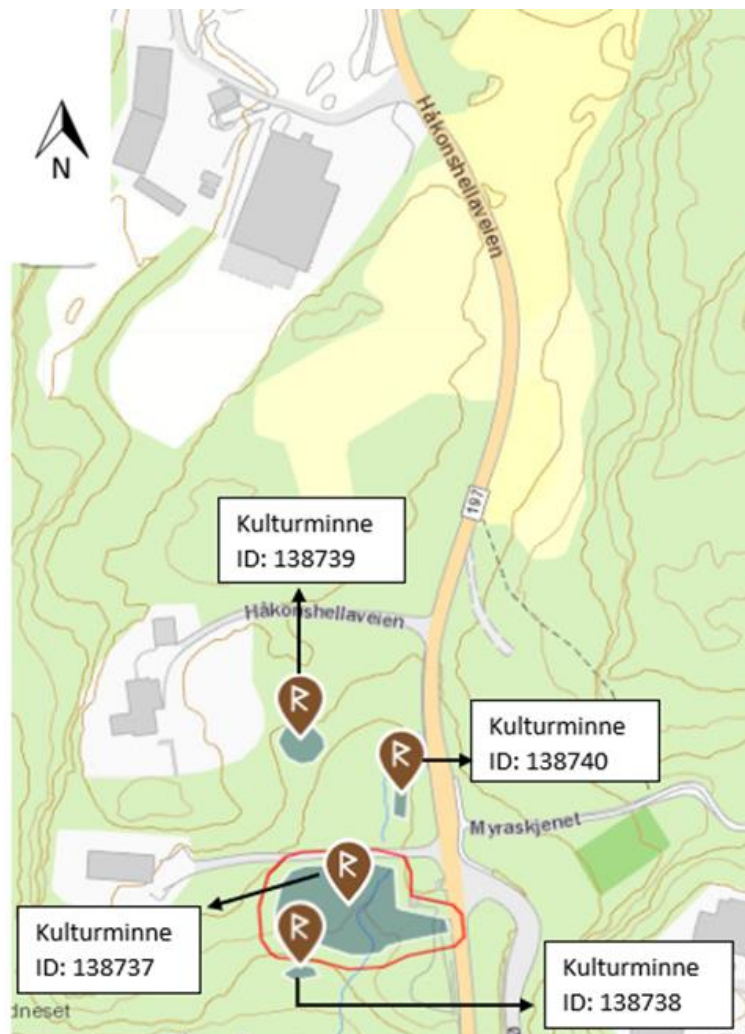 N
Håkonshellaveien
197
Kulturminne
ID: 138739
Håkonshellaveien
Kulturminne
ID: 138740
Myraskjenet
Kulturminne
ID: 138737
Kulturminne
ID: 138738
dneset